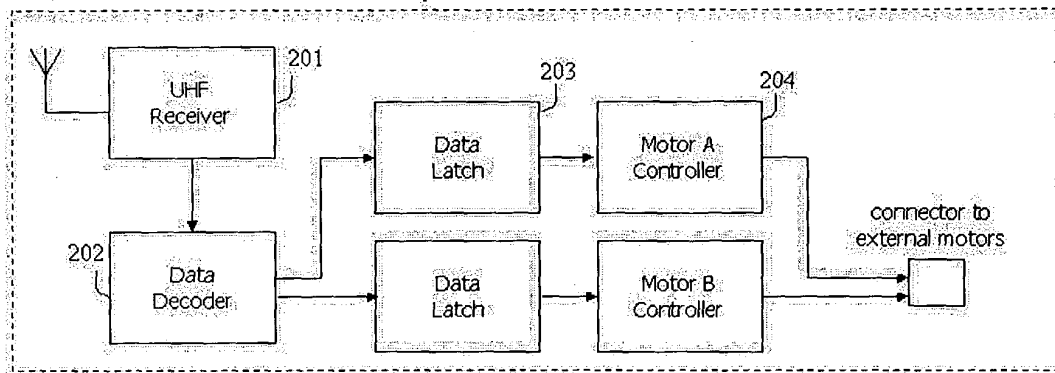 201
UHF
Receiver
203
204
Data
Latch
Motor A
Controller
connector to
external motors
202
Data
Decoder
Data
Latch
Motor B
Controller